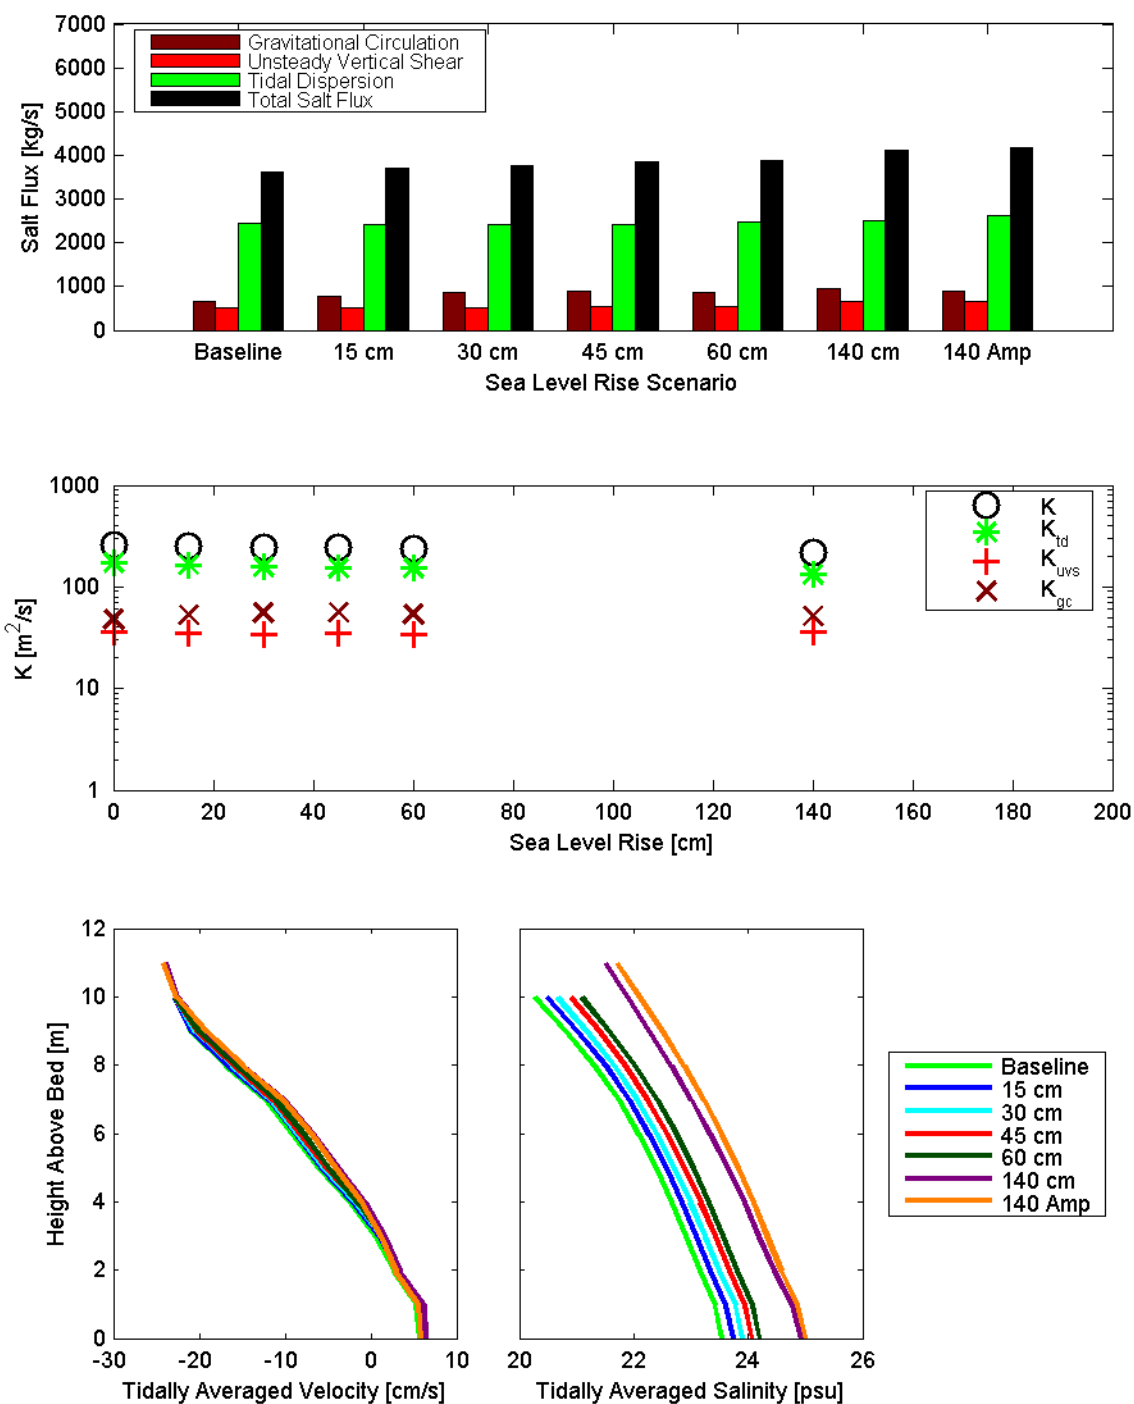 7000
6000
5000
4000
3000
2000
1000
0
Salt Flux [kg/s]
Gravitational Circulation
Unsteady Vertical Shear
Tidal Dispersion
Total Salt Flux
Baseline 15 cm 30 cm 45 cm 60 cm 140 cm 140 Amp
Sea Level Rise Scenario
1000
100
10
1
K [m²/s]
K
K_td
K_uvs
K_gc
0 20 40 60 80 100 120 140 160 180 200
Sea Level Rise [cm]
12
10
8
6
4
2
0
Height Above Bed [m]
-30 -20 -10 0 10
Tidally Averaged Velocity [cm/s]
20 22 24 26
Tidally Averaged Salinity [psu]
Baseline
15 cm
30 cm
45 cm
60 cm
140 cm
140 Amp